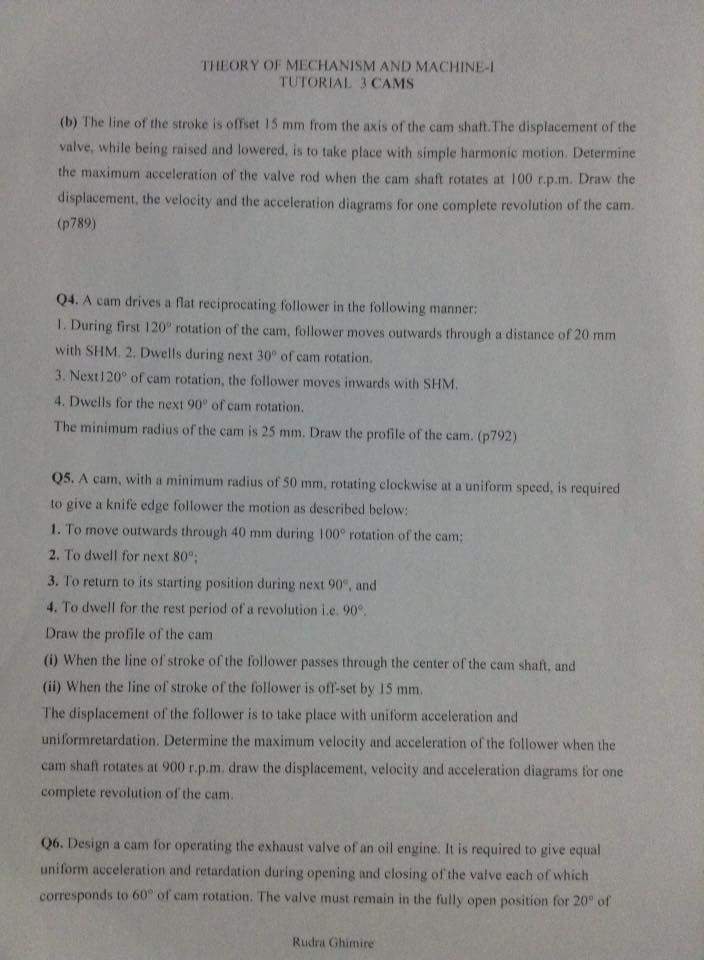 THEORY OF MECHANISM AND MACHINE-I
TUTORIAL 3 CAMS
(b) The line of the stroke is offset 15 mm from the axis of the cam shaft.The displacement of the
valve, while being raised and lowered, is to take place with simple harmonic motion. Determine
the maximum acceleration of the valve rod when the cam shaft rotates at 100 r.p.m. Draw the
displacement, the velocity and the acceleration diagrams for one complete revolution of the cam.
(p789)
Q4. A cam drives a flat reciprocating follower in the following manner:
1. During first 120° rotation of the cam, follower moves outwards through a distance of 20 mm
with SHM. 2. Dwells during next 30° of cam rotation.
3. Next120° of cam rotation, the follower moves inwards with SHM.
4. Dwells for the next 90° of cam rotation.
The minimum radius of the cam is 25 mm. Draw the profile of the cam. (p792)
Q5. A cam, with a minimum radius of 50 mm, rotating clockwise at a uniform speed, is required
to give a knife edge follower the motion as described below:
1. To move outwards through 40 mm during 100° rotation of the cam;
2. To dwell for next 80°;
3. To return to its starting position during next 90°, and
4. To dwell for the rest period of a revolution i.e. 90°.
Draw the profile of the cam
(i) When the line of stroke of the follower passes through the center of the cam shaft, and
(ii) When the line of stroke of the follower is off-set by 15 mm.
The displacement of the follower is to take place with uniform acceleration and
uniformretardation. Determine the maximum velocity and acceleration of the follower when the
cam shaft rotates at 900 r.p.m. draw the displacement, velocity and acceleration diagrams for one
complete revolution of the cam.
Q6. Design a cam for operating the exhaust valve of an oil engine. It is required to give equal
uniform acceleration and retardation during opening and closing of the valve each of which
corresponds to 60° of cam rotation. The valve must remain in the fully open position for 20° of
Rudra Ghimire